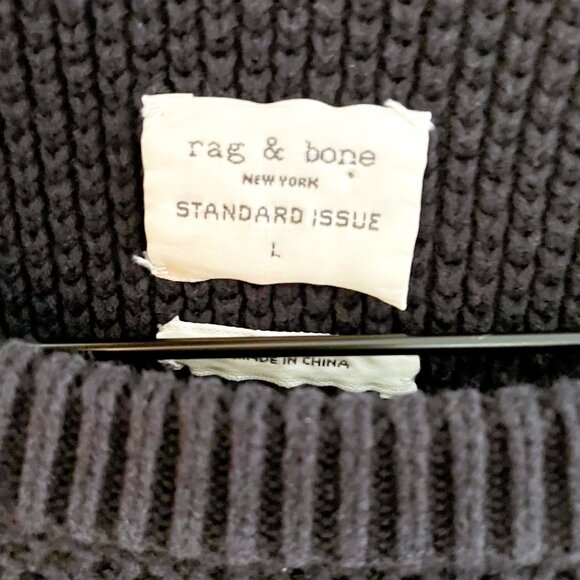 rag & bone
NEW YORK
STANDARD ISSUE
L
MADE IN CHINA